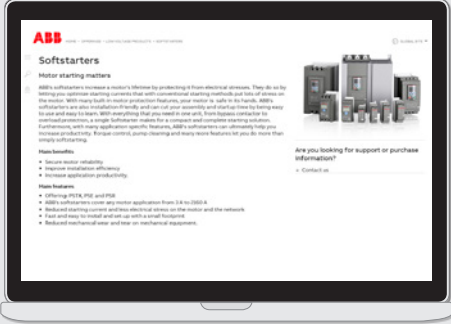 ABB
HOME › OFFERINGS › LOW VOLTAGE PRODUCTS › SOFTSTARTERS
GLOBAL SITE
Softstarters
Motor starting matters
ABB's softstarters increase a motor's lifetime by protecting it from electrical stresses. They do so by
letting you optimize starting currents that with conventional starting methods put lots of stress on
the motor. With many built-in motor protection features, your motor is safe in its hands. ABB's
softstarters are also installation-friendly and can cut your assembly and startup time by being easy
to use and easy to learn. With everything that you need in one unit, from bypass contactor to
overload protection, a single Softstarter makes for a compact and complete starting solution.
Furthermore, with many application specific features, ABB's softstarters can ultimately help you
increase productivity. Torque control, pump cleaning and many more features let you do more than
simply softstarting.
Main benefits
• Secure motor reliability
• Improve installation efficiency
• Increase application productivity
Main features
• Offering: PSTX, PSE and PSR
• ABB's softstarters cover any motor application from 3 A to 2160 A
• Reduced starting current and less electrical stress on the motor and the network
• Fast and easy to install and set up with a small footprint
• Reduced mechanical wear and tear on mechanical equipment
Are you looking for support or purchase
information?
› Contact us